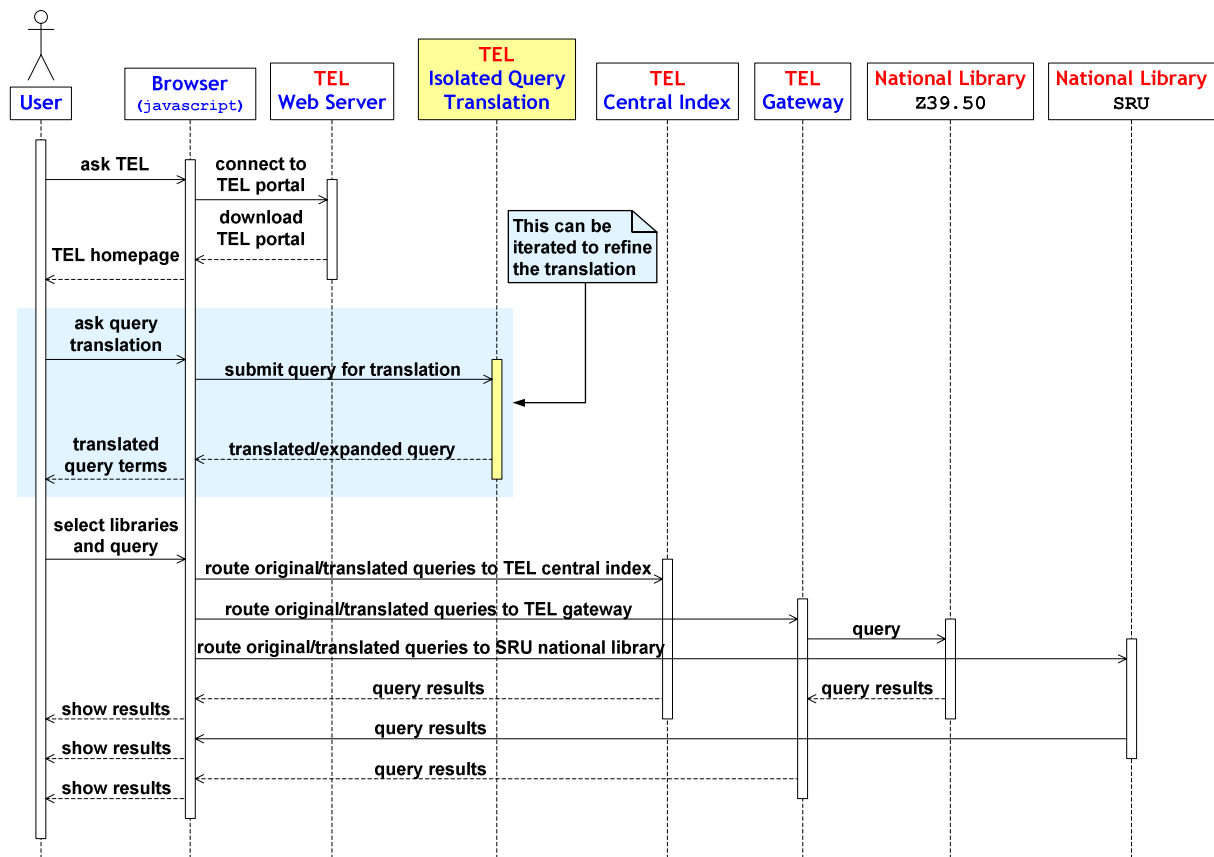 User
Browser
(javascript)
TEL
Web Server
TEL
Isolated Query
Translation
TEL
Central Index
TEL
Gateway
National Library
Z39.50
National Library
SRU
ask TEL
connect to
TEL portal
download
TEL portal
TEL homepage
This can be
iterated to refine
the translation
ask query
translation
submit query for translation
translated/expanded query
translated
query terms
select libraries
and query
route original/translated queries to TEL central index
route original/translated queries to TEL gateway
query
route original/translated queries to SRU national library
query results
query results
show results
query results
show results
query results
show results